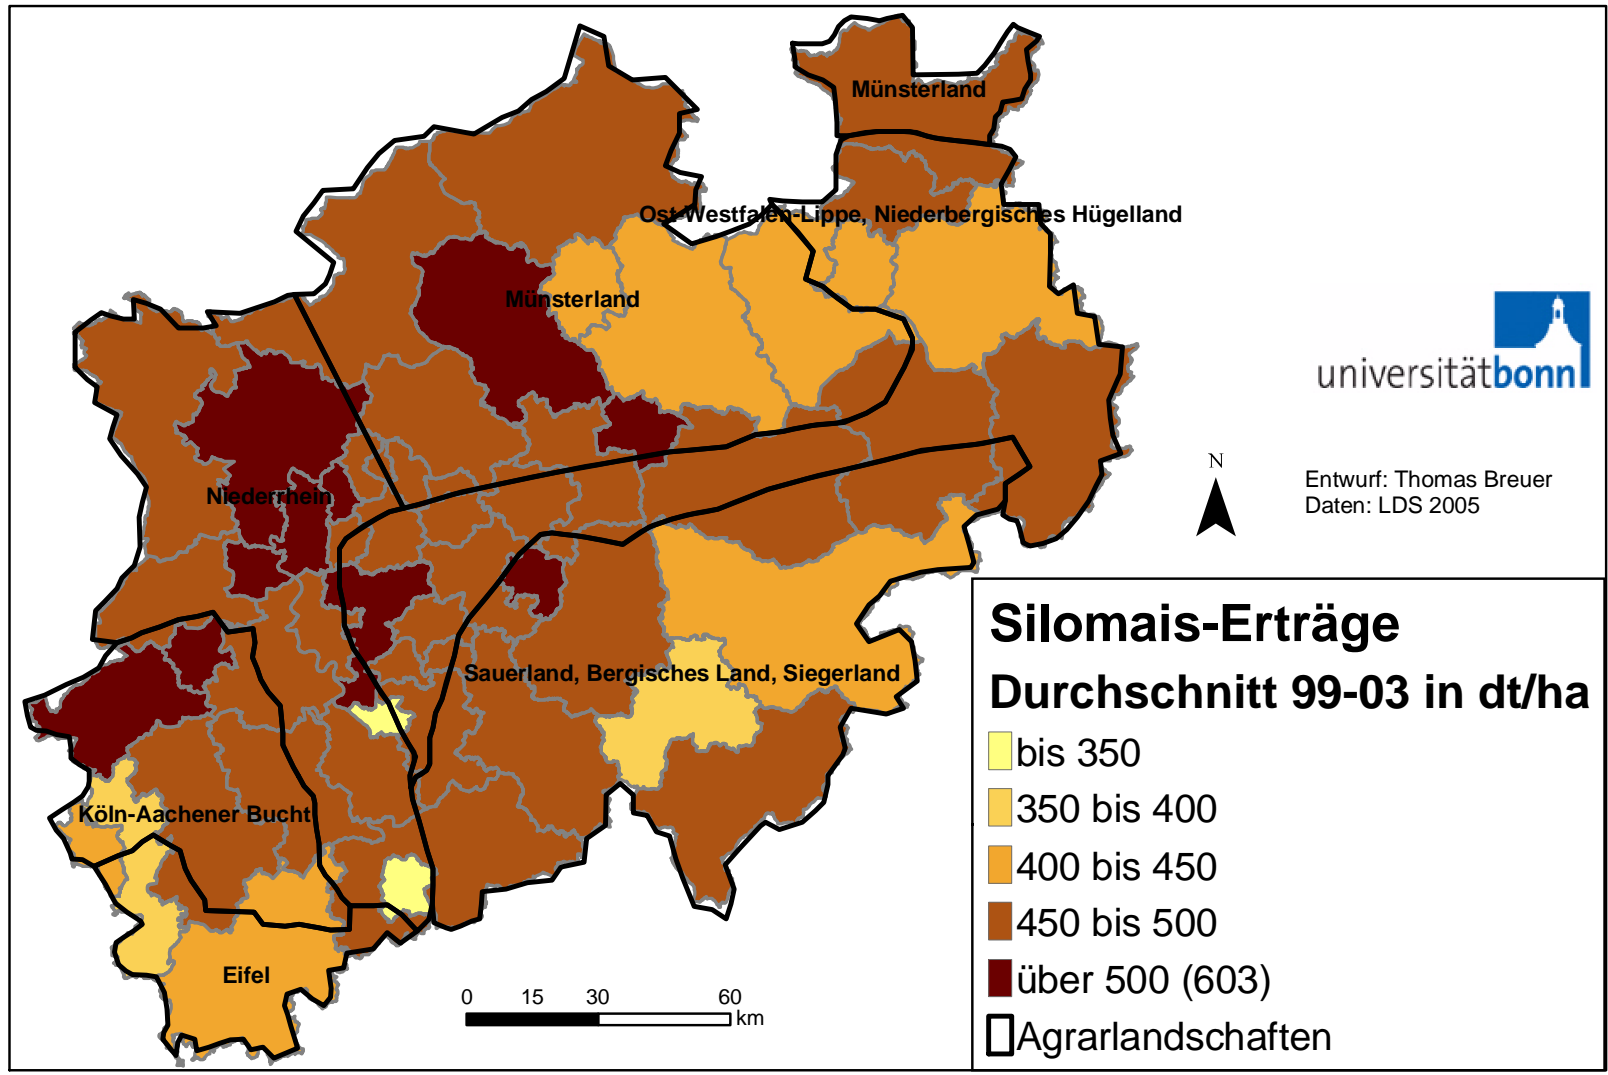 Münsterland
Ost-Westfalen-Lippe, Niederbergisches Hügelland
Münsterland
Niederrhein
Sauerland, Bergisches Land, Siegerland
Köln-Aachener Bucht
Eifel
0 15 30 60
km
universitätbonn
N
Entwurf: Thomas Breuer
Daten: LDS 2005
Silomais-Erträge
Durchschnitt 99-03 in dt/ha
bis 350
350 bis 400
400 bis 450
450 bis 500
über 500 (603)
Agrarlandschaften